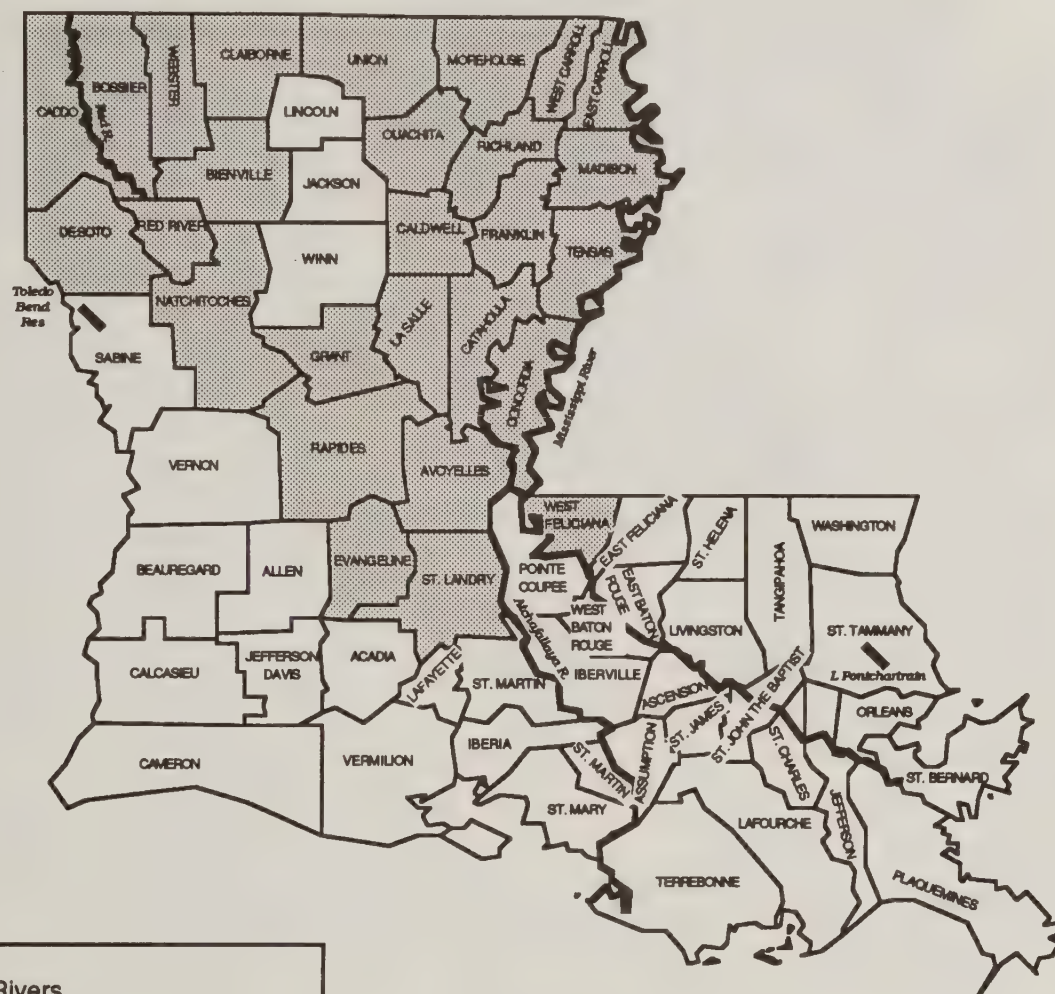 CLAIBORNE
UNION
MOREHOUSE
WEST CARROLL
EAST CARROLL
WEBSTER
BOSSIER
CADDO
Red R.
LINCOLN
OUACHITA
RICHLAND
MADISON
BIENVILLE
JACKSON
DESOTO
RED RIVER
CALDWELL
FRANKLIN
TENSAS
WINN
Toledo
Bend
Res
NATCHITOCHES
LA SALLE
CATAHOULA
SABINE
GRANT
CONCORDIA
Mississippi River
RAPIDES
VERNON
AVOYELLES
WEST
FELICIANA
EAST FELICIANA
ST. HELENA
TANGIPAHOA
WASHINGTON
BEAUREGARD
ALLEN
EVANGELINE
ST. LANDRY
POINTE
COUPEE
EAST BATON
ROUGE
WEST
BATON
ROUGE
LIVINGSTON
ST. TAMMANY
Atchafallaya R.
CALCASIEU
JEFFERSON
DAVIS
ACADIA
LAFAYETTE
ST. MARTIN
IBERVILLE
ASCENSION
L Pontchartrain
ST. JOHN THE BAPTIST
ST. JAMES
ORLEANS
CAMERON
VERMILION
IBERIA
ST. MARTIN
ASSUMPTION
ST. CHARLES
ST. BERNARD
ST. MARY
LAFOURCHE
JEFFERSON
TERREBONNE
PLAQUEMINES
Rivers